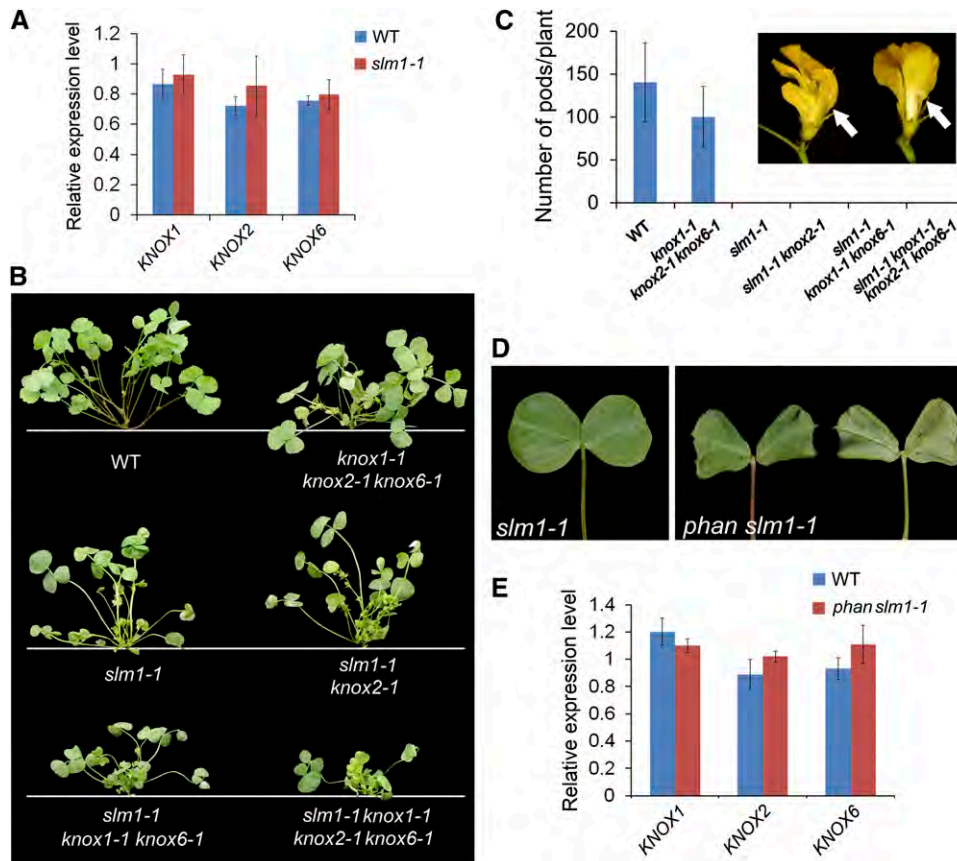 A
Relative expression level
1.2
1
0.8
0.6
0.4
0.2
0
WT
slm1-1
KNOX1
KNOX2
KNOX6
B
WT
knox1-1
knox2-1 knox6-1
slm1-1
slm1-1
knox2-1
slm1-1
knox1-1 knox6-1
slm1-1 knox1-1
knox2-1 knox6-1
C
Number of pods/plant
200
150
100
50
0
WT
knox1-1
knox2-1 knox6-1
slm1-1
slm1-1 knox2-1
slm1-1
knox1-1 knox6-1
slm1-1 knox1-1
knox2-1 knox6-1
D
slm1-1
phan slm1-1
E
Relative expression level
1.4
1.2
1
0.8
0.6
0.4
0.2
0
WT
phan slm1-1
KNOX1
KNOX2
KNOX6